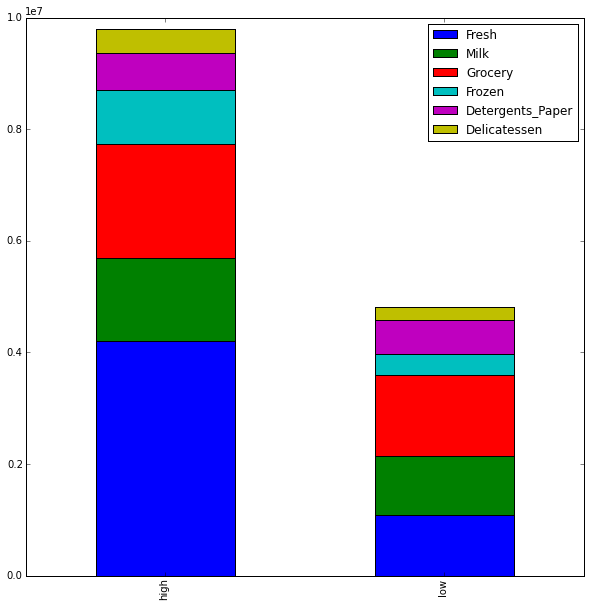 1e7
1.0
0.8
0.6
0.4
0.2
0.0
Fresh
Milk
Grocery
Frozen
Detergents_Paper
Delicatessen
high
low